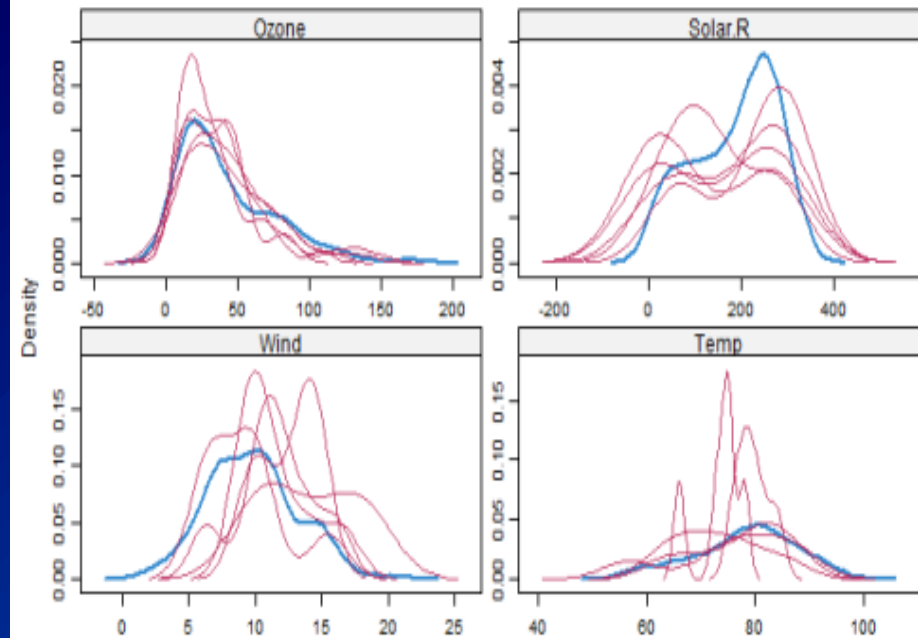 Ozone
Solar.R
0.000 0.010 0.020
0.000 0.002 0.004
-50 0 50 100 150 200
-200 0 200 400
Density
Wind
Temp
0.00 0.05 0.10 0.15
0.00 0.05 0.10 0.15
0 5 10 15 20 25
40 60 80 100